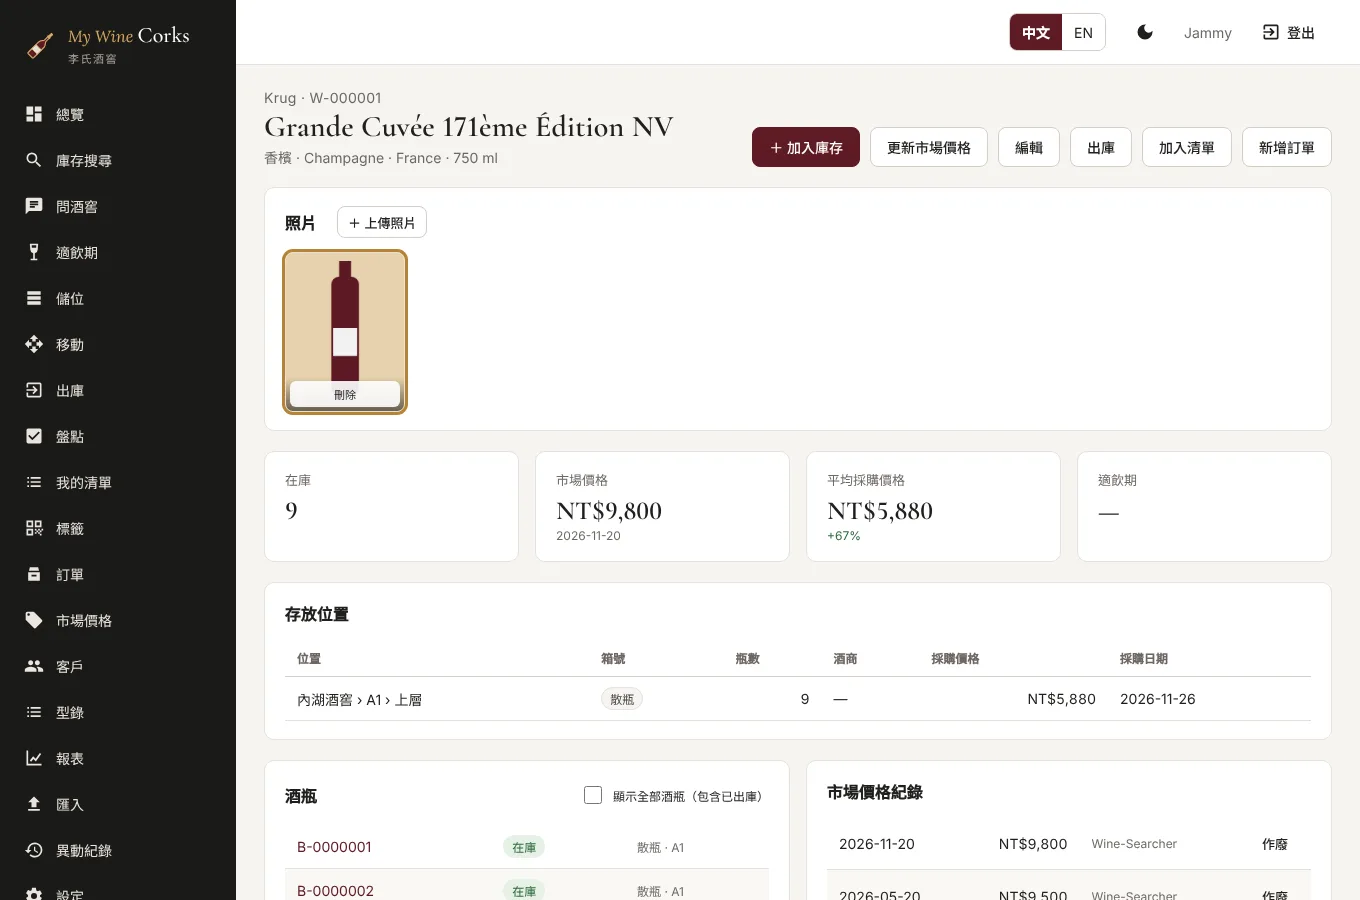 My Wine Corks
李氏酒窖
中文
EN
Jammy
登出
總覽
庫存搜尋
問酒窖
適飲期
儲位
移動
出庫
盤點
我的清單
標籤
訂單
市場價格
客戶
型錄
報表
匯入
異動紀錄
設定
Krug · W-000001
Grande Cuvée 171ème Édition NV
香檳 · Champagne · France · 750 ml
+ 加入庫存
更新市場價格
編輯
出庫
加入清單
新增訂單
照片
+ 上傳照片
刪除
在庫
9
市場價格
NT$9,800
2026-11-20
平均採購價格
NT$5,880
+67%
適飲期
—
存放位置
位置 箱號 瓶數 酒商 採購價格 採購日期
內湖酒窖 › A1 › 上層 散瓶 9 — NT$5,880 2026-11-26
酒瓶
顯示全部酒瓶（包含已出庫）
B-0000001 在庫 散瓶 · A1
B-0000002 在庫 散瓶 · A1
市場價格紀錄
2026-11-20 NT$9,800 Wine-Searcher 作廢
2026-05-20 NT$9,500 Wine-Searcher 作廢